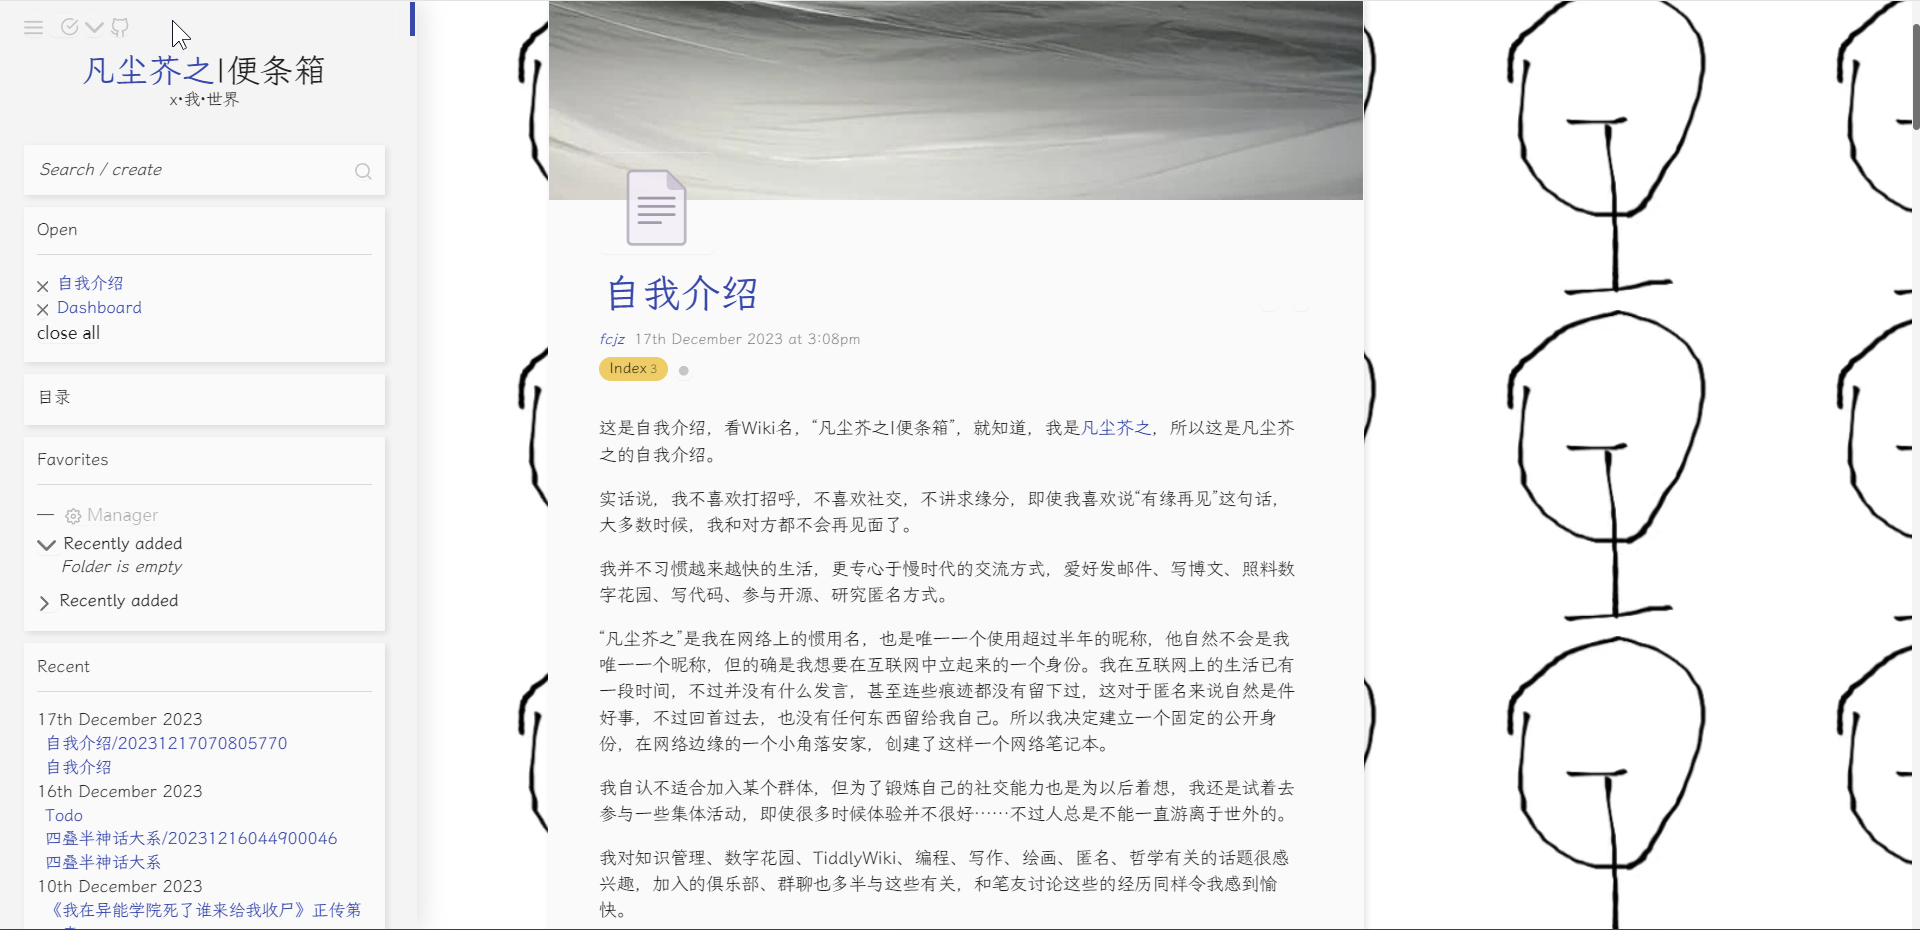 凡尘芥之|便条箱
x•我•世界
Search / create
Open
自我介绍
Dashboard
close all
目录
Favorites
Manager
Recently added
Folder is empty
Recently added
Recent
17th December 2023
自我介绍/20231217070805770
自我介绍
16th December 2023
Todo
四叠半神话大系/20231216044900046
四叠半神话大系
10th December 2023
《我在异能学院死了谁来给我收尸》正传第
自我介绍
fcjz 17th December 2023 at 3:08pm
Index 3
这是自我介绍，看Wiki名，“凡尘芥之|便条箱”，就知道，我是凡尘芥之，所以这是凡尘芥
之的自我介绍。
实话说，我不喜欢打招呼，不喜欢社交，不讲求缘分，即使我喜欢说“有缘再见”这句话，
大多数时候，我和对方都不会再见面了。
我并不习惯越来越快的生活，更专心于慢时代的交流方式，爱好发邮件、写博文、照料数
字花园、写代码、参与开源、研究匿名方式。
“凡尘芥之”是我在网络上的惯用名，也是唯一一个使用超过半年的昵称，他自然不会是我
唯一一个昵称，但的确是我想要在互联网中立起来的一个身份。我在互联网上的生活已有
一段时间，不过并没有什么发言，甚至连些痕迹都没有留下过，这对于匿名来说自然是件
好事，不过回首过去，也没有任何东西留给我自己。所以我决定建立一个固定的公开身
份，在网络边缘的一个小角落安家，创建了这样一个网络笔记本。
我自认不适合加入某个群体，但为了锻炼自己的社交能力也是为以后着想，我还是试着去
参与一些集体活动，即使很多时候体验并不很好……不过人总是不能一直游离于世外的。
我对知识管理、数字花园、TiddlyWiki、编程、写作、绘画、匿名、哲学有关的话题很感
兴趣，加入的俱乐部、群聊也多半与这些有关，和笔友讨论这些的经历同样令我感到愉
快。